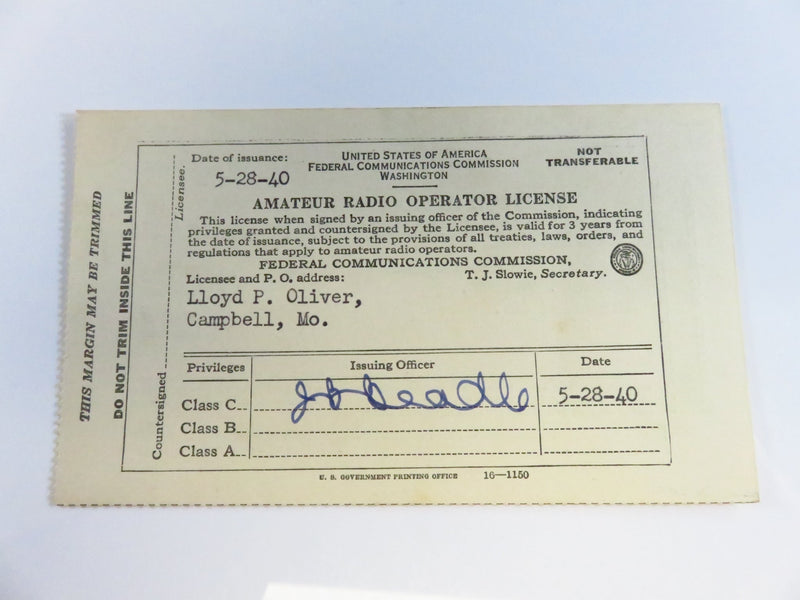 THIS MARGIN MAY BE TRIMMED
DO NOT TRIM INSIDE THIS LINE
Countersigned
Licensee.
Date of issuance:
5-28-40
UNITED STATES OF AMERICA
FEDERAL COMMUNICATIONS COMMISSION
WASHINGTON
NOT
TRANSFERABLE
AMATEUR RADIO OPERATOR LICENSE
This license when signed by an issuing officer of the Commission, indicating
privileges granted and countersigned by the Licensee, is valid for 3 years from
the date of issuance, subject to the provisions of all treaties, laws, orders, and
regulations that apply to amateur radio operators.
FEDERAL COMMUNICATIONS COMMISSION,
Licensee and P. O. address:
T. J. Slowie, Secretary.
Lloyd P. Oliver,
Campbell, Mo.
Privileges
Issuing Officer
Date
Class C
5-28-40
Class B
Class A
U. S. GOVERNMENT PRINTING OFFICE 16—1150